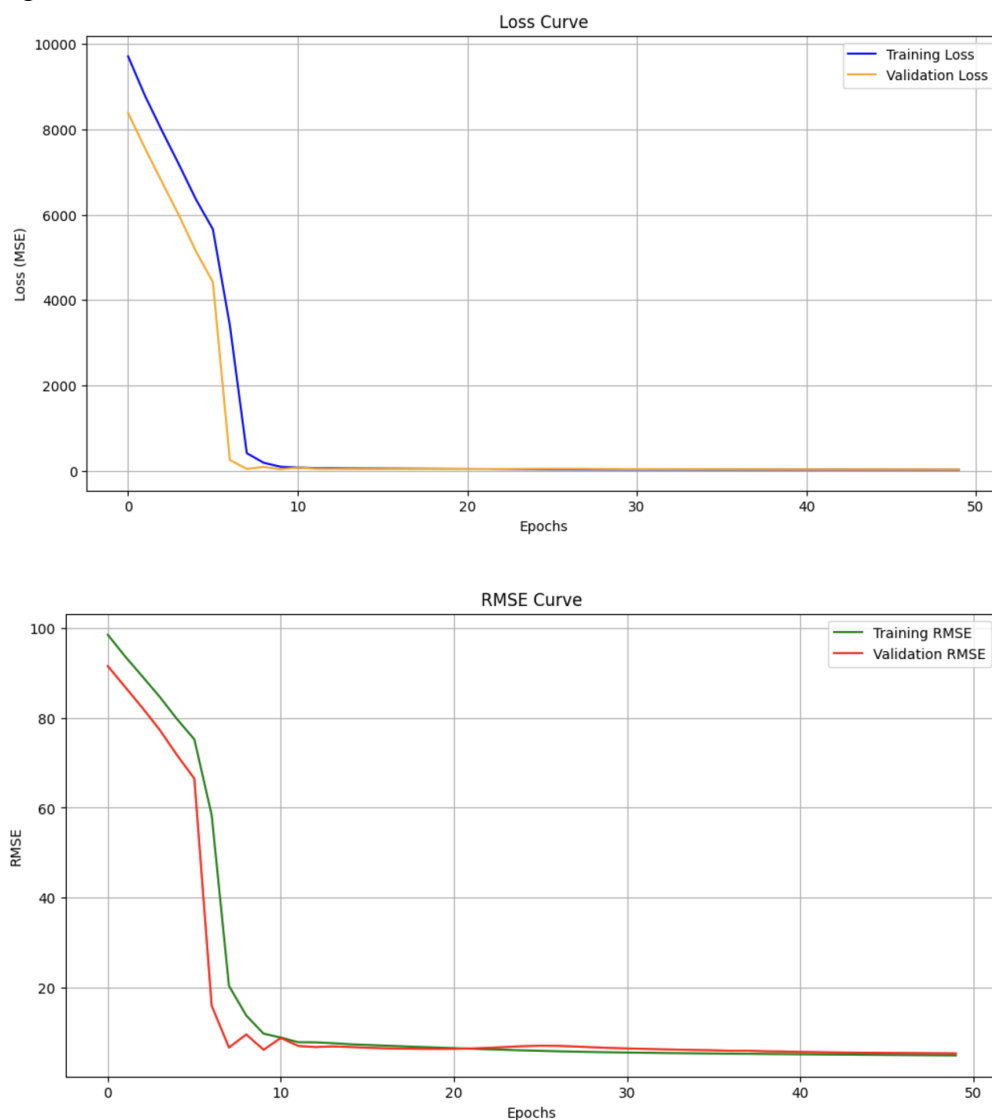 Loss Curve
10000
8000
6000
4000
2000
0
Loss (MSE)
Training Loss
Validation Loss
0 10 20 30 40 50
Epochs
RMSE Curve
100
80
60
40
20
RMSE
Training RMSE
Validation RMSE
0 10 20 30 40 50
Epochs